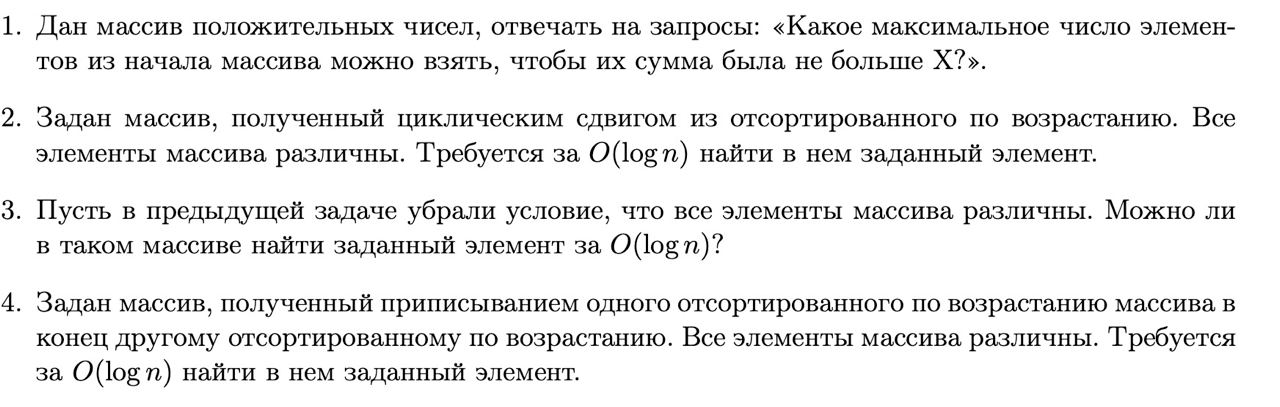 1. Дан массив положительных чисел, отвечать на запросы: «Какое максимальное число элемен-
тов из начала массива можно взять, чтобы их сумма была не больше X?».
2. Задан массив, полученный циклическим сдвигом из отсортированного по возрастанию. Все
элементы массива различны. Требуется за O(log n) найти в нем заданный элемент.
3. Пусть в предыдущей задаче убрали условие, что все элементы массива различны. Можно ли
в таком массиве найти заданный элемент за O(log n)?
4. Задан массив, полученный приписыванием одного отсортированного по возрастанию массива в
конец другому отсортированному по возрастанию. Все элементы массива различны. Требуется
за O(log n) найти в нем заданный элемент.